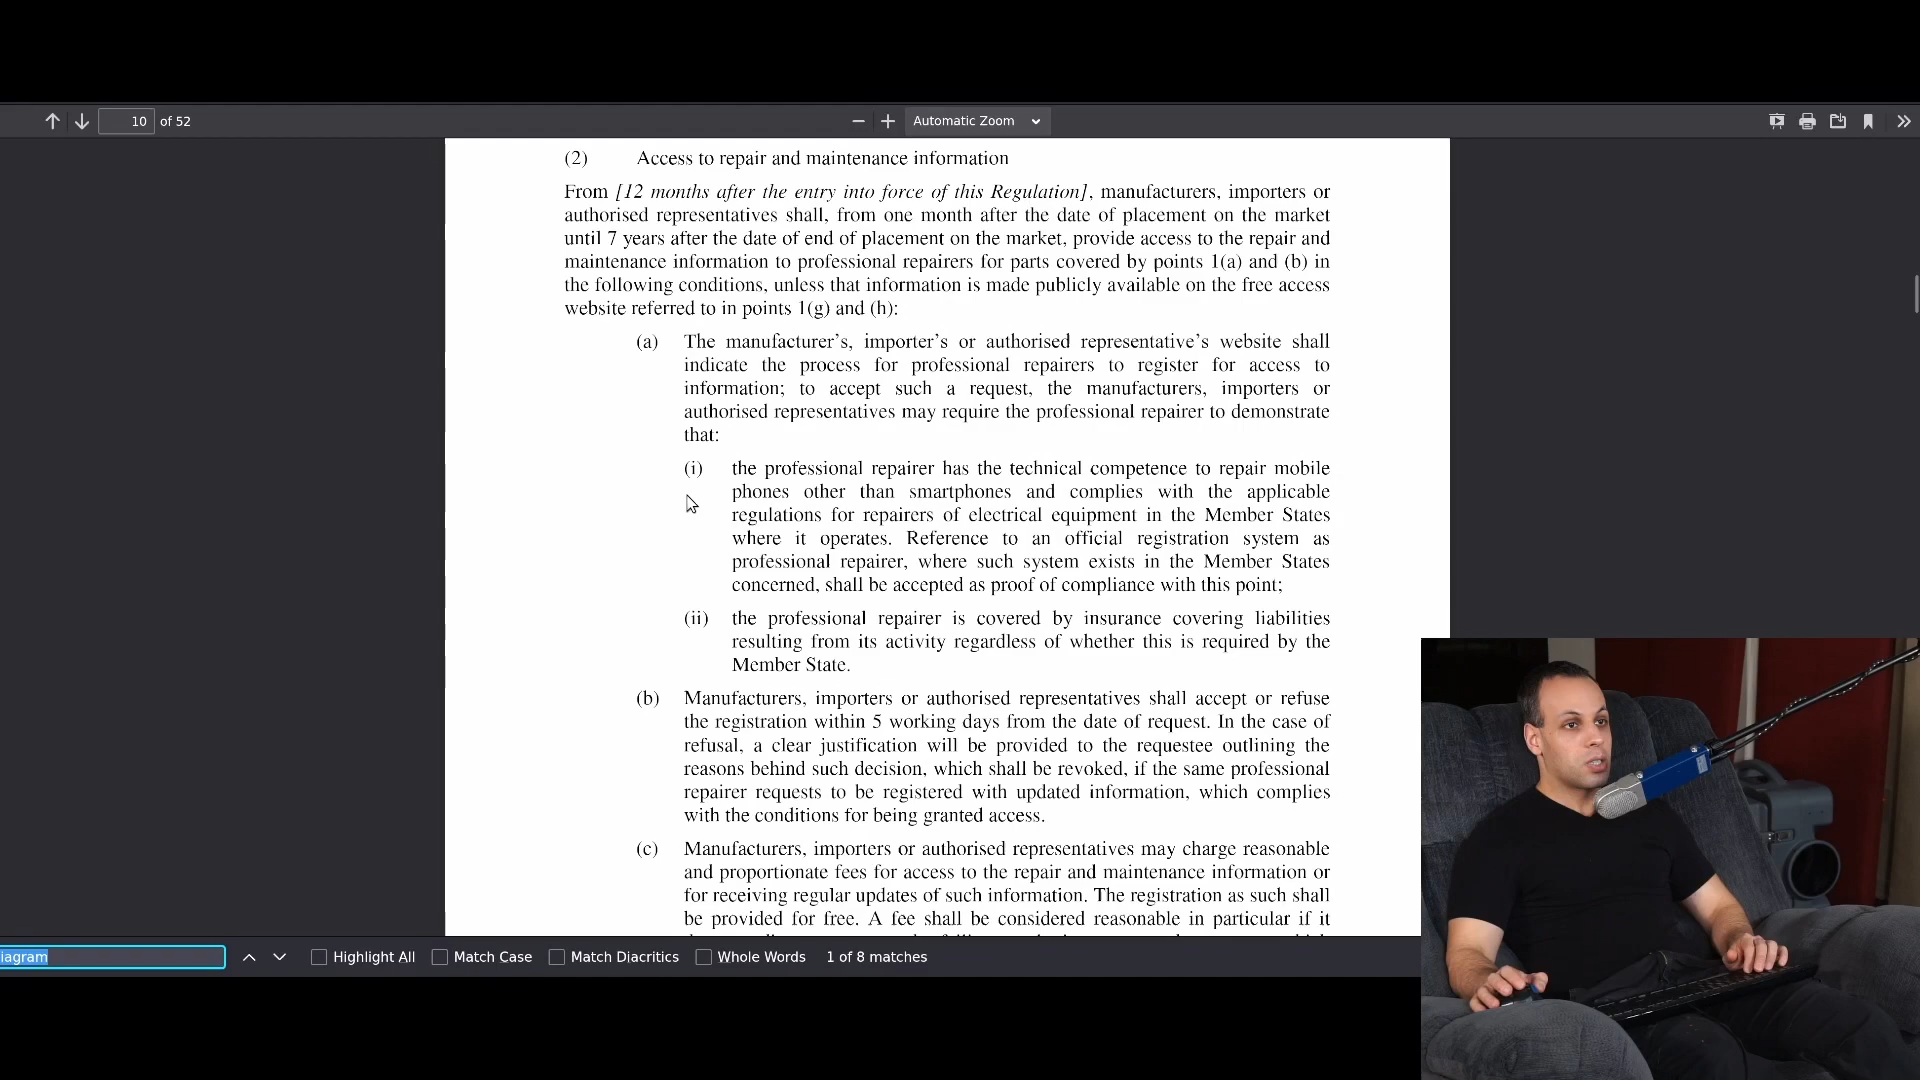 10 of 52
Automatic Zoom
(2) Access to repair and maintenance information
From [12 months after the entry into force of this Regulation], manufacturers, importers or
authorised representatives shall, from one month after the date of placement on the market
until 7 years after the date of end of placement on the market, provide access to the repair and
maintenance information to professional repairers for parts covered by points 1(a) and (b) in
the following conditions, unless that information is made publicly available on the free access
website referred to in points 1(g) and (h):
(a) The manufacturer’s, importer’s or authorised representative’s website shall
indicate the process for professional repairers to register for access to
information; to accept such a request, the manufacturers, importers or
authorised representatives may require the professional repairer to demonstrate
that:
(i) the professional repairer has the technical competence to repair mobile
phones other than smartphones and complies with the applicable
regulations for repairers of electrical equipment in the Member States
where it operates. Reference to an official registration system as
professional repairer, where such system exists in the Member States
concerned, shall be accepted as proof of compliance with this point;
(ii) the professional repairer is covered by insurance covering liabilities
resulting from its activity regardless of whether this is required by the
Member State.
(b) Manufacturers, importers or authorised representatives shall accept or refuse
the registration within 5 working days from the date of request. In the case of
refusal, a clear justification will be provided to the requestee outlining the
reasons behind such decision, which shall be revoked, if the same professional
repairer requests to be registered with updated information, which complies
with the conditions for being granted access.
(c) Manufacturers, importers or authorised representatives may charge reasonable
and proportionate fees for access to the repair and maintenance information or
for receiving regular updates of such information. The registration as such shall
be provided for free. A fee shall be considered reasonable in particular if it
iagram Highlight All Match Case Match Diacritics Whole Words 1 of 8 matches